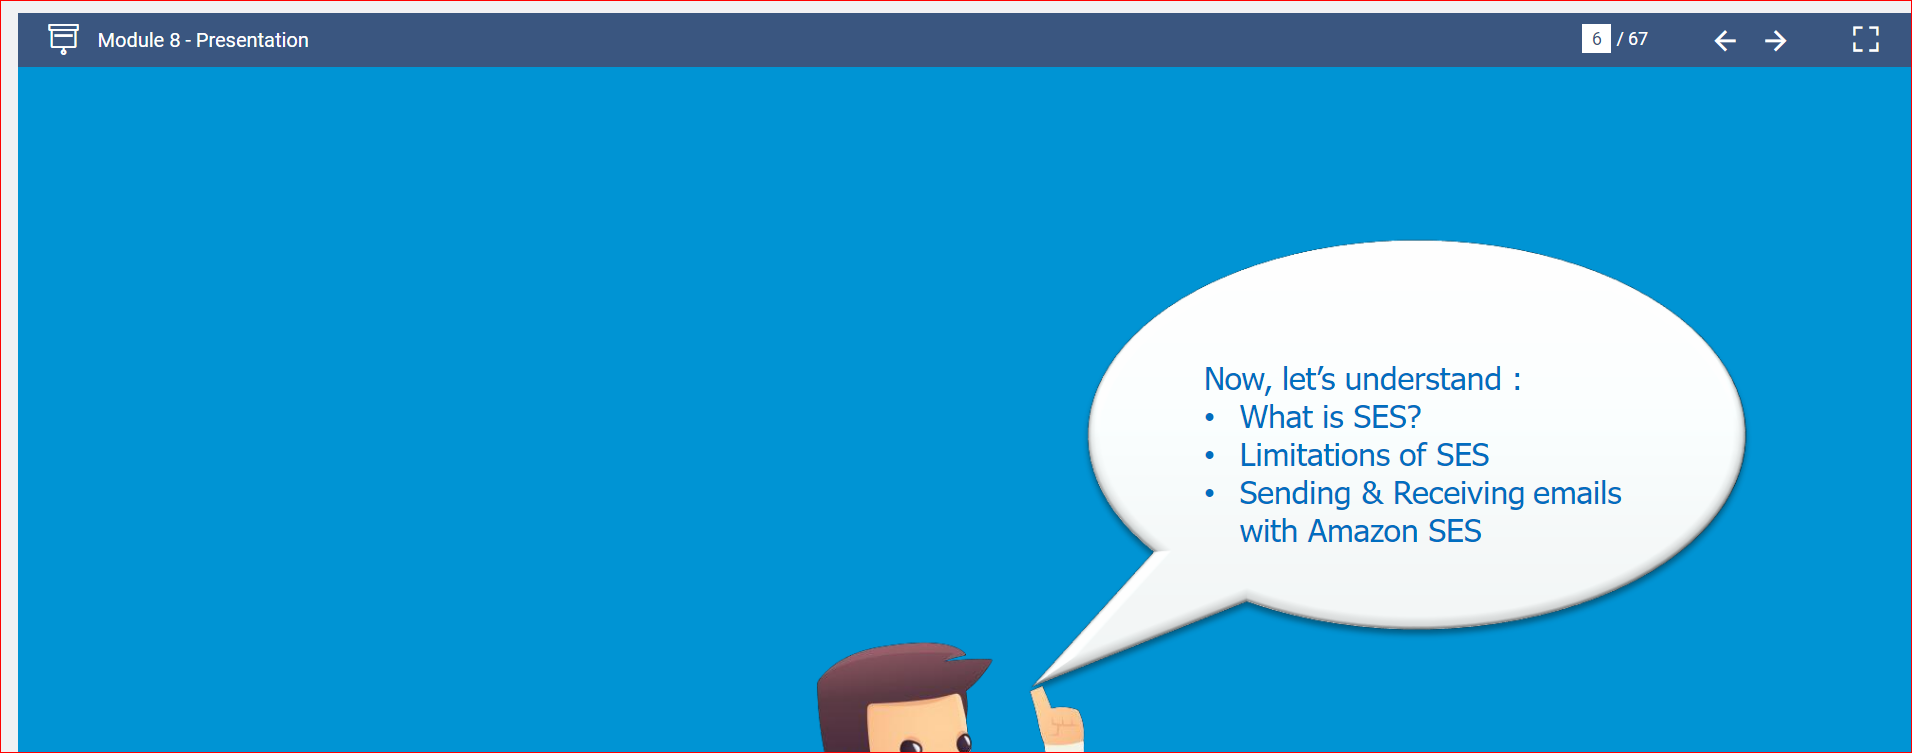 Module 8 - Presentation
6 / 67
Now, let’s understand :
• What is SES?
• Limitations of SES
• Sending & Receiving emails
with Amazon SES